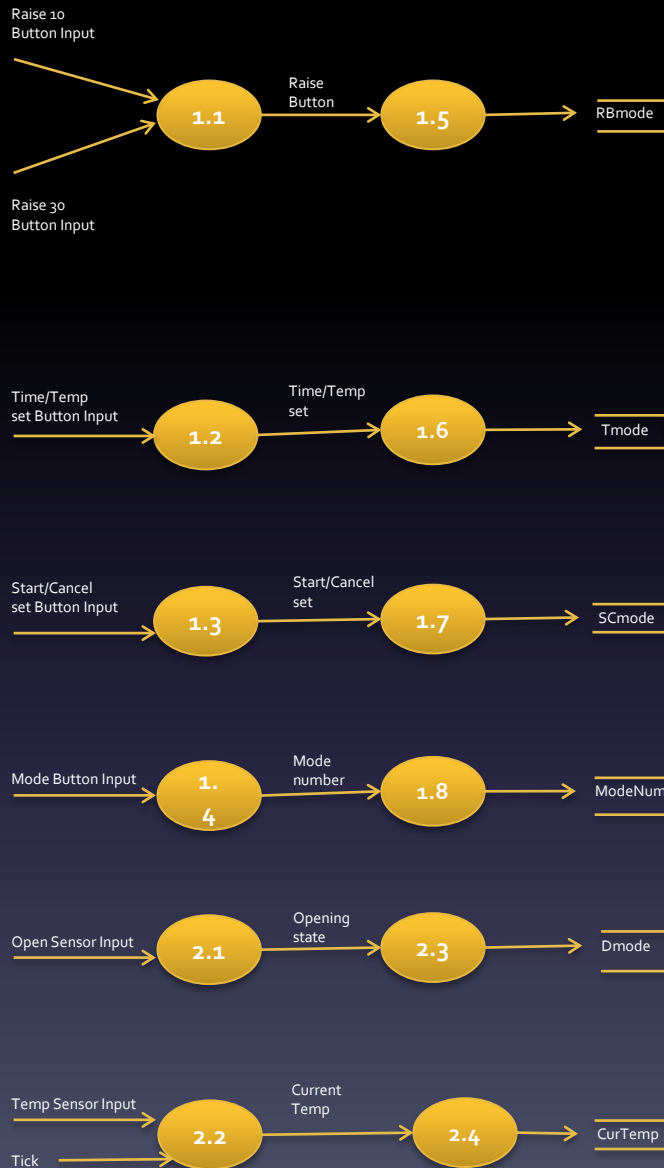 Raise 10
Button Input
1.1
Raise
Button
1.5
RBmode
Raise 30
Button Input
Time/Temp
set Button Input
1.2
Time/Temp
set
1.6
Tmode
Start/Cancel
set Button Input
1.3
Start/Cancel
set
1.7
SCmode
Mode Button Input
1.
4
Mode
number
1.8
ModeNum
Open Sensor Input
2.1
Opening
state
2.3
Dmode
Temp Sensor Input
Tick
2.2
Current
Temp
2.4
CurTemp